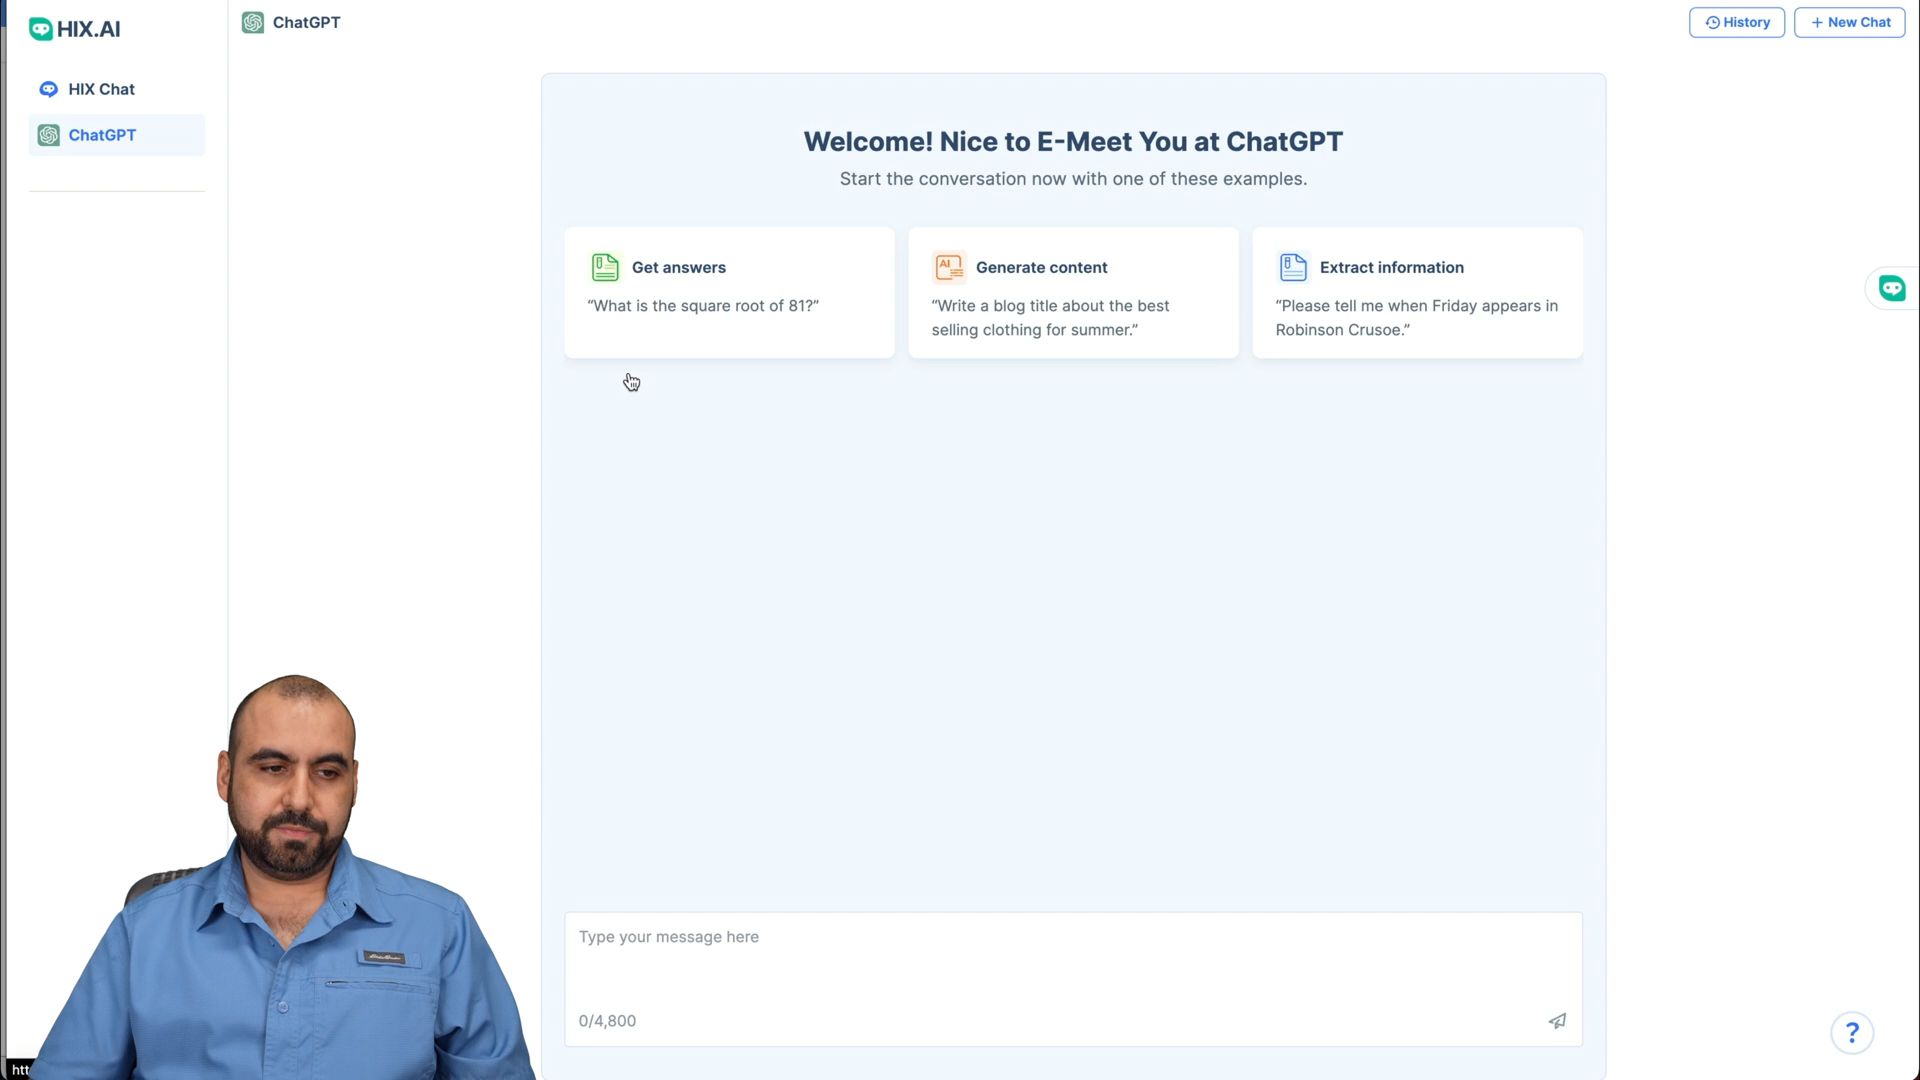 HIX.AI
ChatGPT
History
+ New Chat
HIX Chat
ChatGPT
Welcome! Nice to E-Meet You at ChatGPT
Start the conversation now with one of these examples.
Get answers
“What is the square root of 81?”
AI
Generate content
“Write a blog title about the best
selling clothing for summer.”
Extract information
“Please tell me when Friday appears in
Robinson Crusoe.”
Type your message here
0/4,800
?
htt